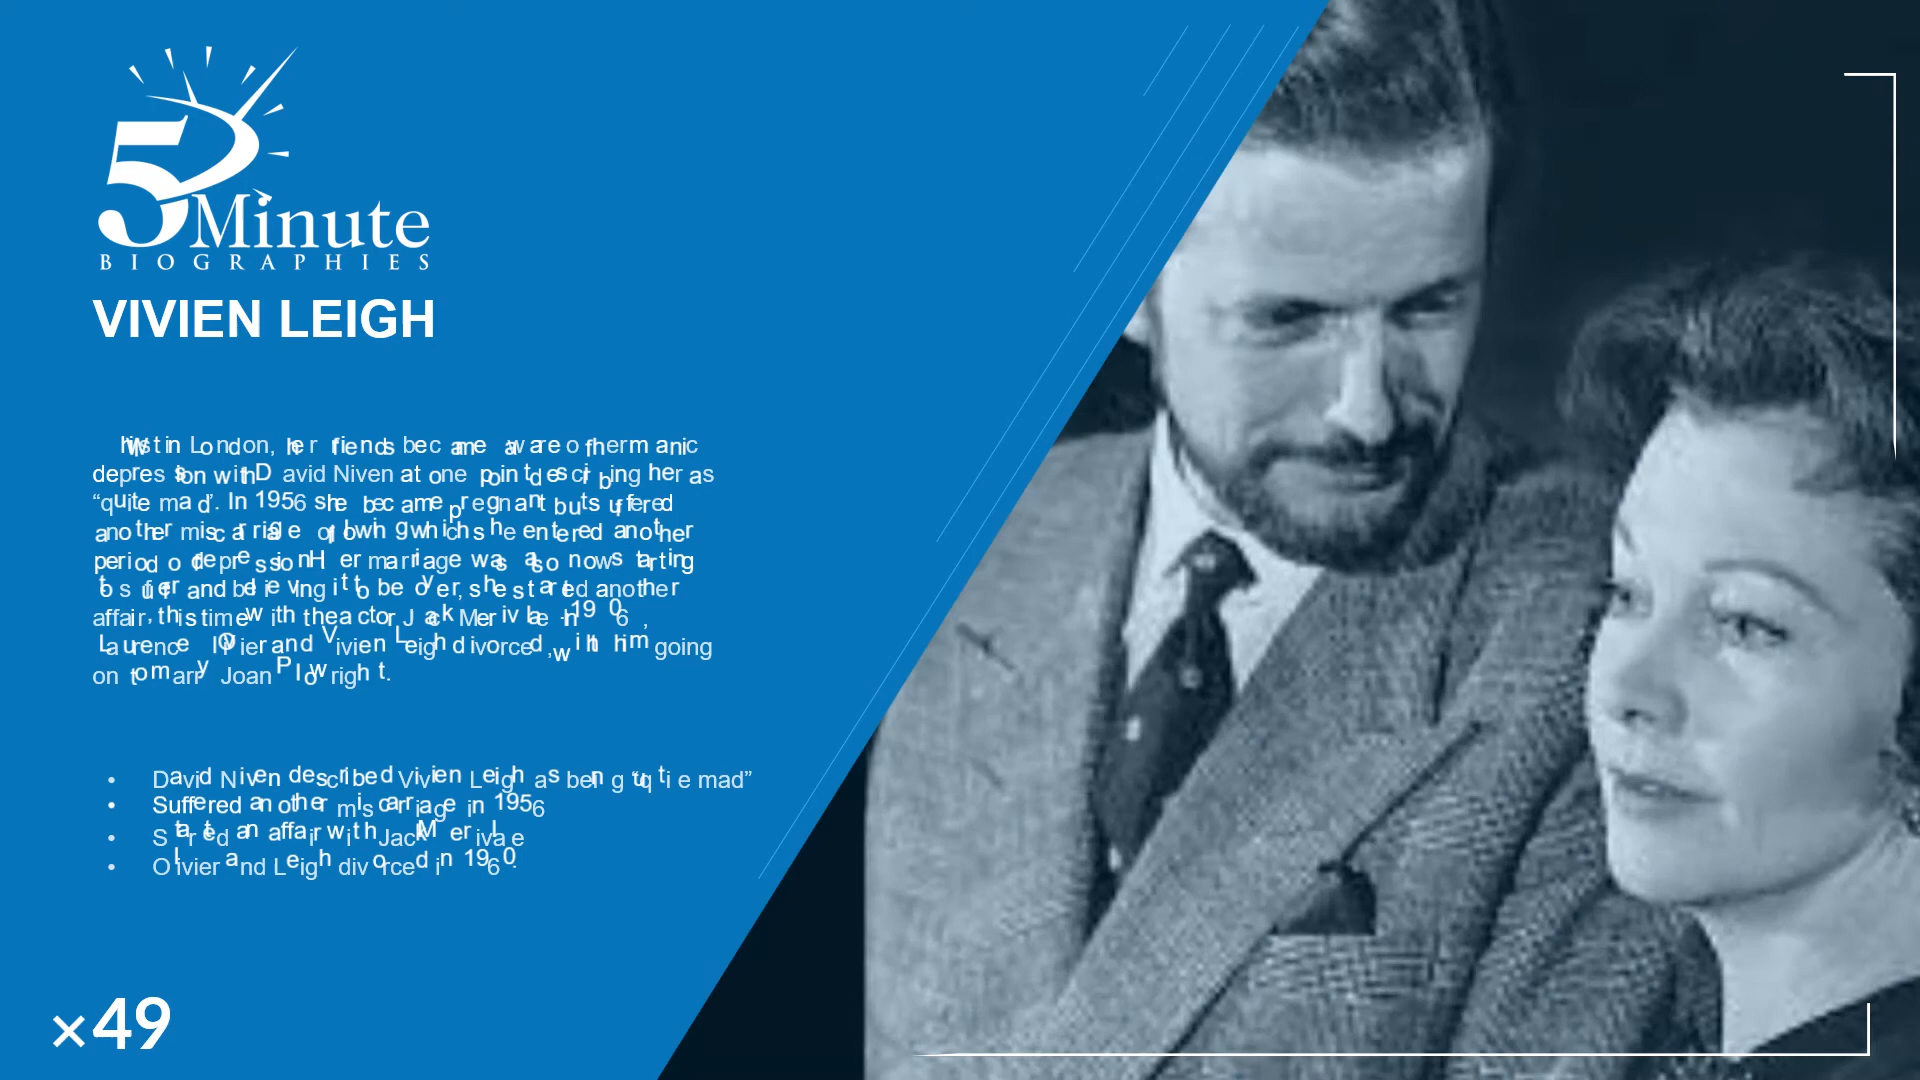 5 Minute
BIOGRAPHIES
VIVIEN LEIGH
Whilst in London, her friends became aware of her manic
depression with David Niven at one point describing her as
“quite mad”. In 1956 she became pregnant but suffered
another miscarriage following which she entered another
period of depression. Her marriage was also now starting
to suffer and believing it to be over, she started another
affair, this time with the actor, Jack Merivale. In 1960,
Laurence Olivier and Vivien Leigh divorced, with him going
on to marry Joan Plowright.
• David Niven described Vivien Leigh as being “quite mad”
• Suffered another miscarriage in 1956
• Started an affair with Jack Merivale
• Olivier and Leigh divorced in 1960.
×49